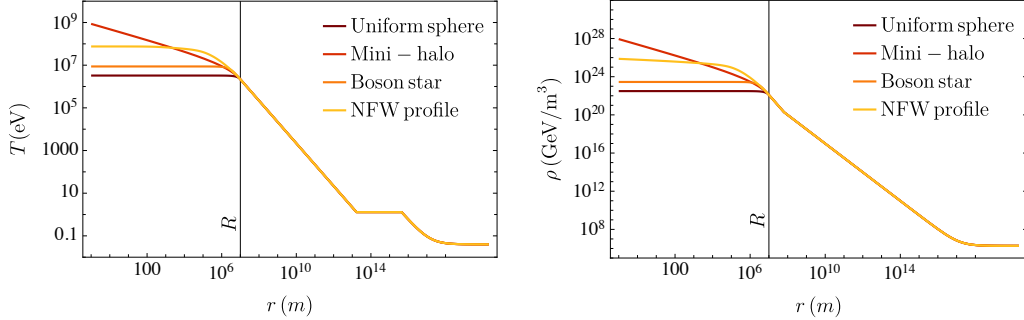 10⁹
10⁷
10⁵
1000
10
0.1
T (eV)
Uniform sphere
Mini − halo
Boson star
NFW profile
R
100
10⁶
10¹⁰
10¹⁴
r (m)
10²⁸
10²⁴
10²⁰
10¹⁶
10¹²
10⁸
ρ (GeV/m³)
Uniform sphere
Mini − halo
Boson star
NFW profile
R
100
10⁶
10¹⁰
10¹⁴
r (m)